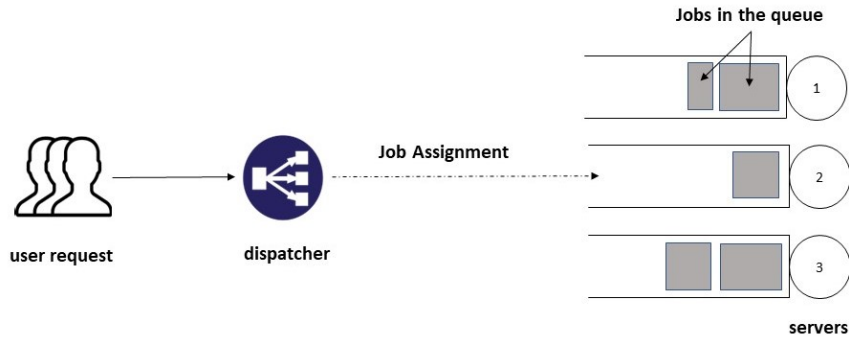 Jobs in the queue
1
Job Assignment
2
user request
dispatcher
3
servers